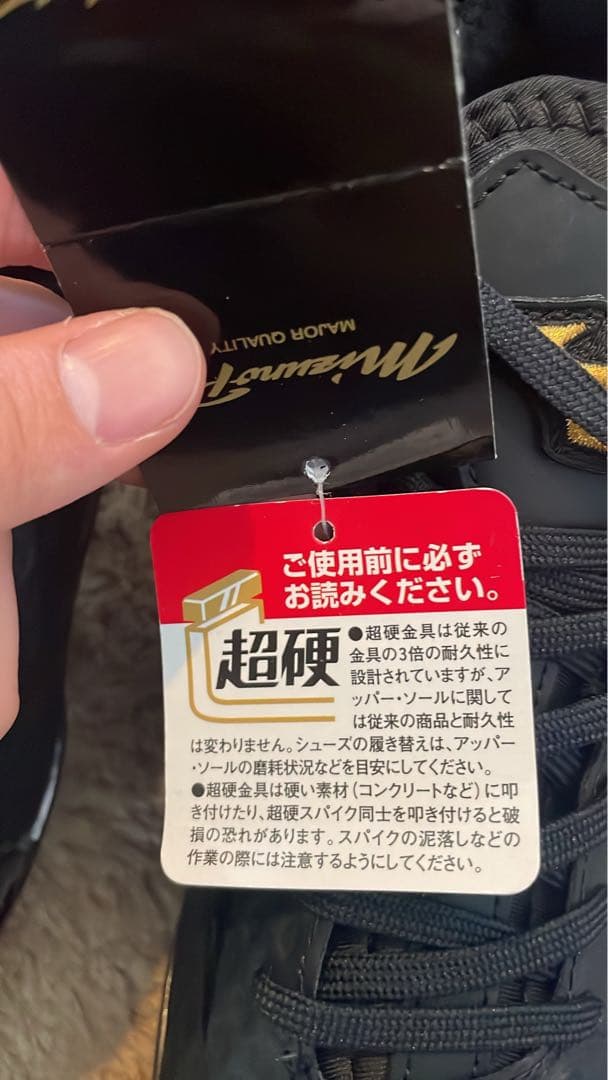 MAJOR QUALITY
Mizuno P
ご使用前に必ず
お読みください。
超硬
●超硬金具は従来の
金具の3倍の耐久性に
設計されていますが、ア
ッパー・ソールに関して
は従来の商品と耐久性
は変わりません。シューズの履き替えは、アッパー
・ソールの磨耗状況などを目安にしてください。
●超硬金具は硬い素材(コンクリートなど)に叩
き付けたり、超硬スパイク同士を叩き付けると破
損の恐れがあります。スパイクの泥落しなどの
作業の際には注意するようにしてください。